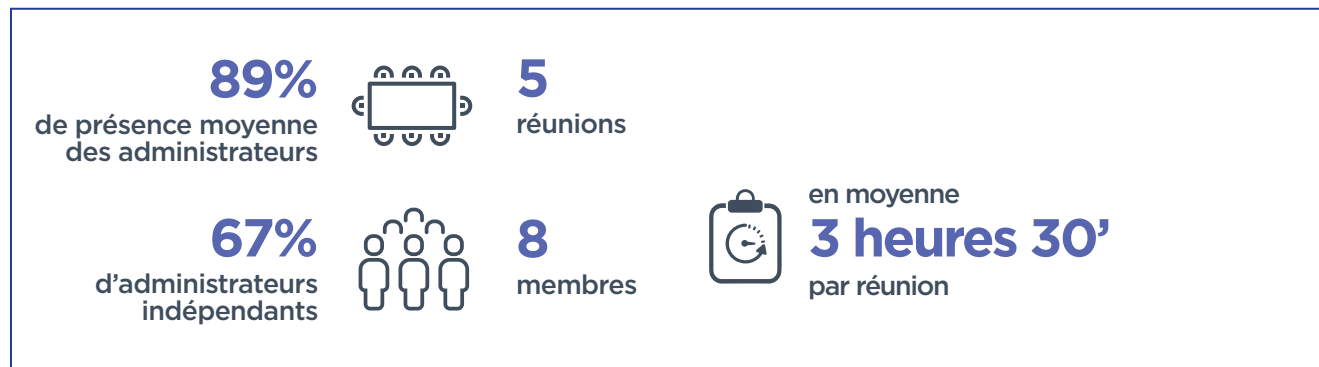 89%
de présence moyenne
des administrateurs
5
réunions
67%
d’administrateurs
indépendants
8
membres
en moyenne
3 heures 30’
par réunion